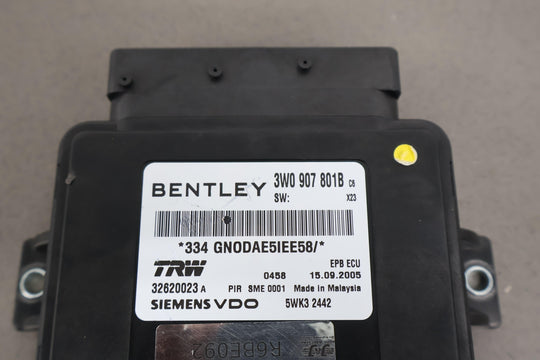 BENTLEY 3W0 907 801B C6
SW: X23
*334 GNODAE5IEE58/*
TRW EPB ECU
0458 15.09.2005
32620023 A PIR SME 0001 Made in Malaysia
SIEMENS VDO 5WK3 2442
R6BE092